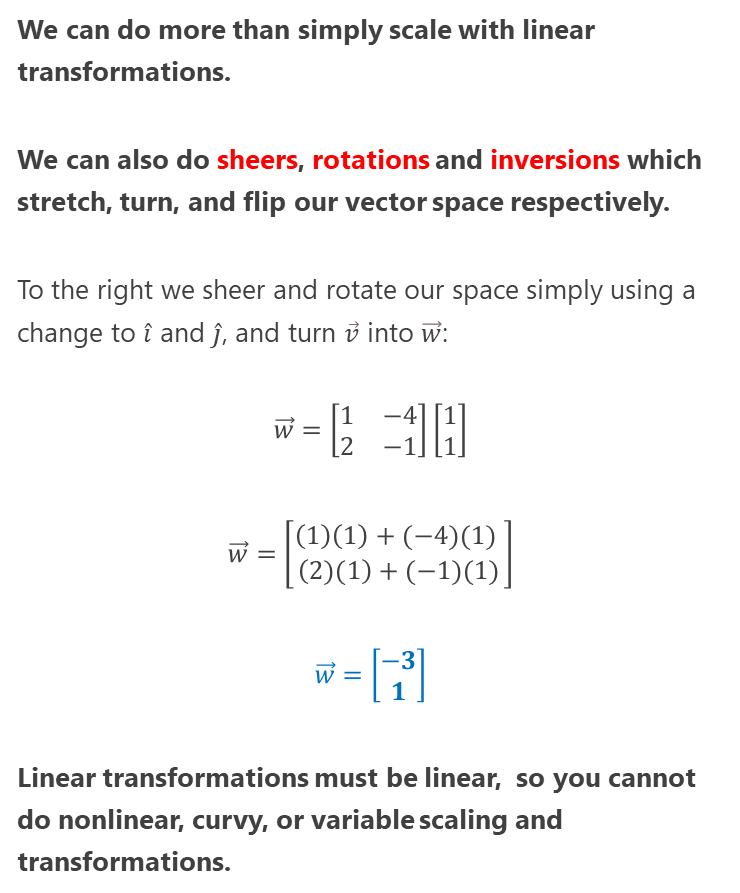 We can do more than simply scale with linear
transformations.
We can also do sheers, rotations and inversions which
stretch, turn, and flip our vector space respectively.
To the right we sheer and rotate our space simply using a
change to î and ĵ, and turn v⃗ into w⃗:
w⃗ = [1 −4; 2 −1] [1; 1]
w⃗ = [(1)(1) + (−4)(1); (2)(1) + (−1)(1)]
w⃗ = [−3; 1]
Linear transformations must be linear,  so you cannot
do nonlinear, curvy, or variable scaling and
transformations.